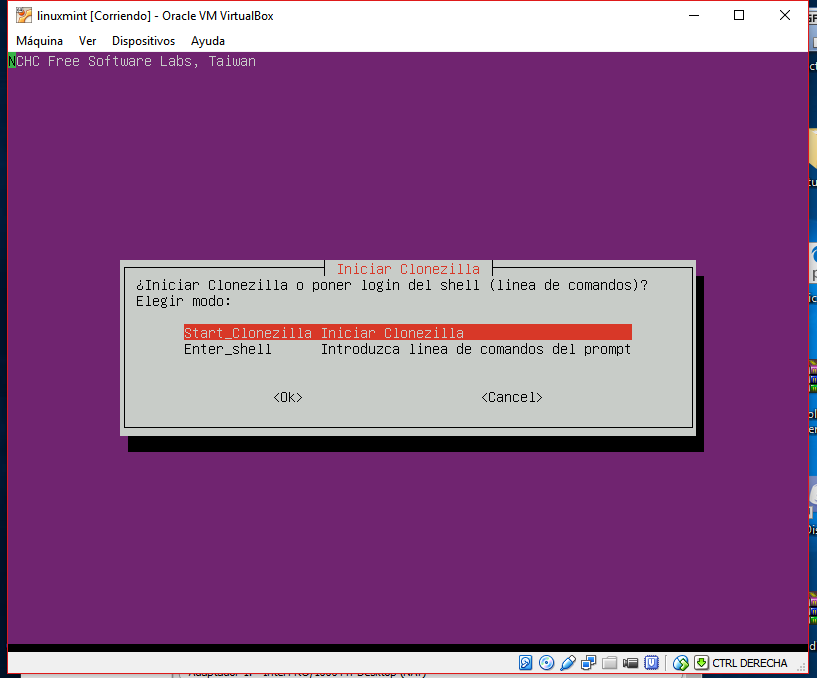 linuxmint [Corriendo] - Oracle VM VirtualBox
Máquina Ver Dispositivos Ayuda
NCHC Free Software Labs, Taiwan
Iniciar Clonezilla
¿Iniciar Clonezilla o poner login del shell (linea de comandos)?
Elegir modo:
Start_Clonezilla Iniciar Clonezilla
Enter_shell Introduzca linea de comandos del prompt
<Ok> <Cancel>
CTRL DERECHA